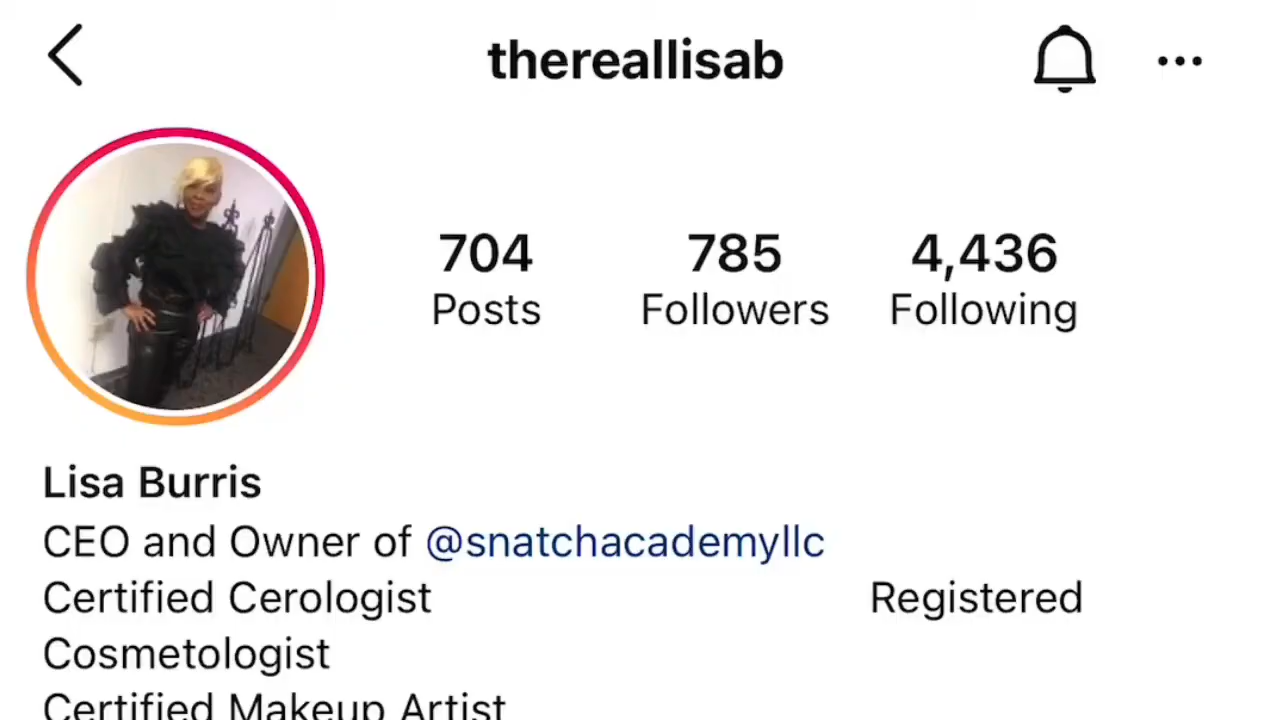 thereallisab
704 785 4,436
Posts Followers Following
Lisa Burris
CEO and Owner of @snatchacademyllc
Certified Cerologist Registered
Cosmetologist
Certified Makeup Artist